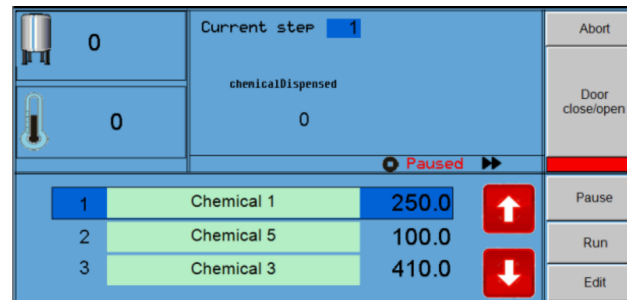 0
Current step 1
chemicalDispensed
0
0
Paused
1 Chemical 1 250.0
2 Chemical 5 100.0
3 Chemical 3 410.0
Abort
Door
close/open
Pause
Run
Edit